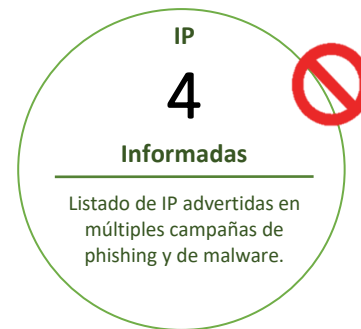 IP
4
Informadas
Listado de IP advertidas en
múltiples campañas de
phishing y de malware.